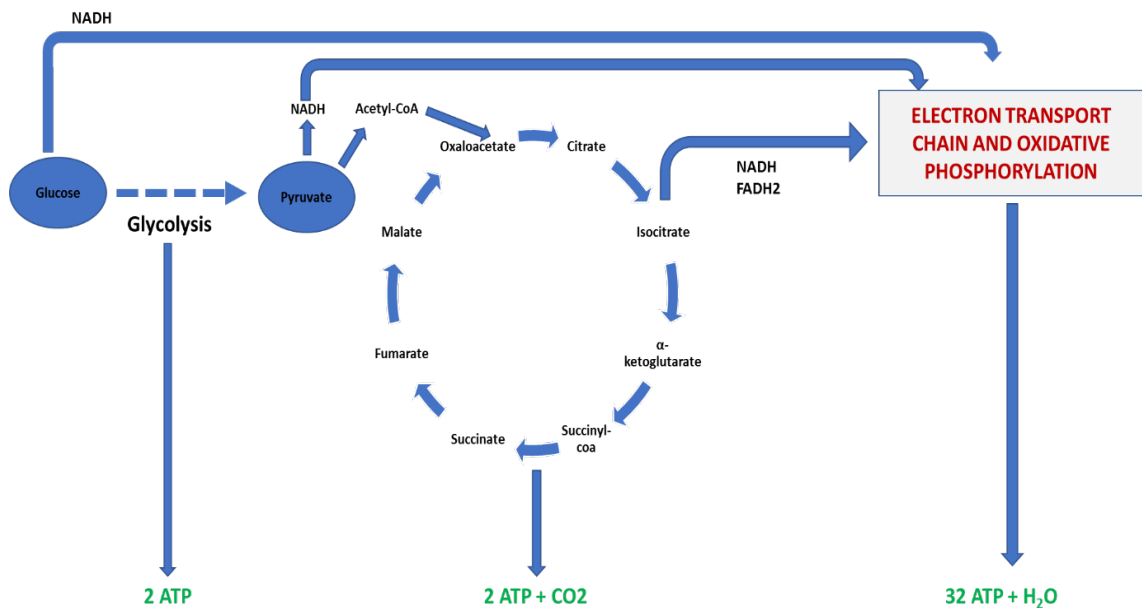 NADH
NADH
Acetyl-CoA
Oxaloacetate
Citrate
ELECTRON TRANSPORT
CHAIN AND OXIDATIVE
PHOSPHORYLATION
NADH
FADH2
Glucose
Pyruvate
Glycolysis
Malate
Isocitrate
Fumarate
α-
ketoglutarate
Succinate
Succinyl-
coa
2 ATP
2 ATP + CO2
32 ATP + H₂O